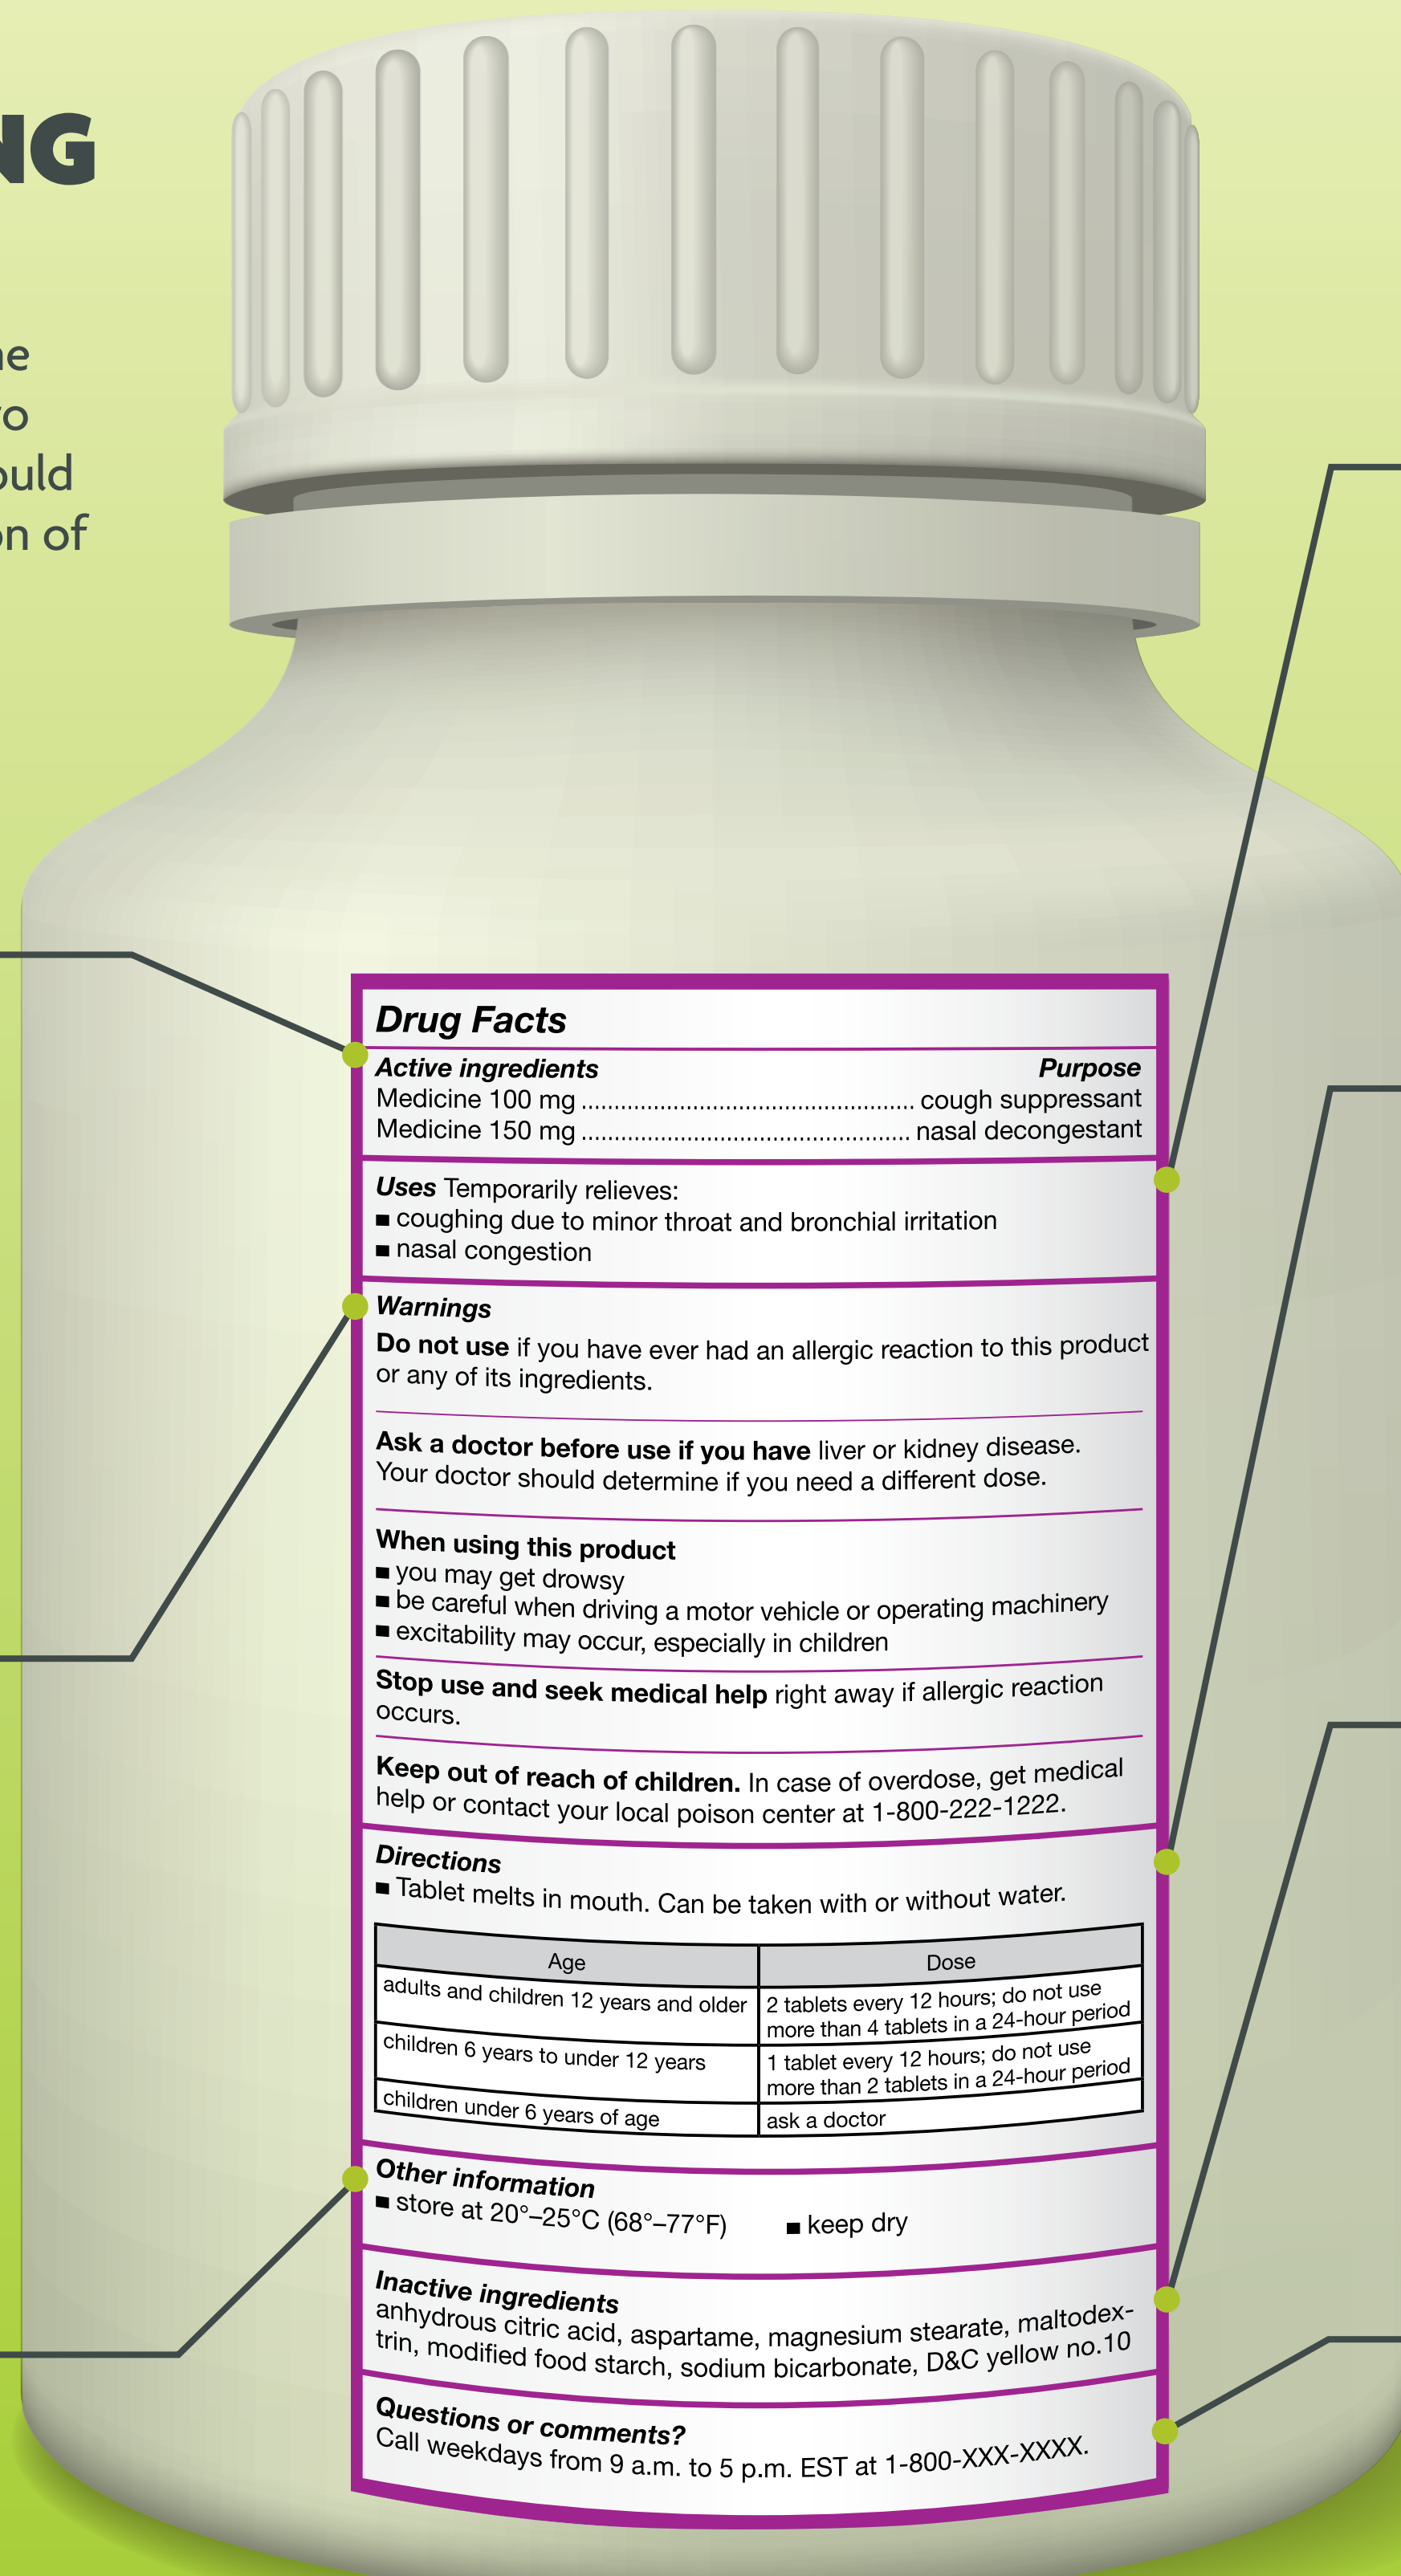 NG
ne
ro
ould
on of
Drug Facts
Active ingredients Purpose
Medicine 100 mg .................................................. cough suppressant
Medicine 150 mg .................................................. nasal decongestant
Uses Temporarily relieves:
■ coughing due to minor throat and bronchial irritation
■ nasal congestion
Warnings
Do not use if you have ever had an allergic reaction to this product
or any of its ingredients.
Ask a doctor before use if you have liver or kidney disease.
Your doctor should determine if you need a different dose.
When using this product
■ you may get drowsy
■ be careful when driving a motor vehicle or operating machinery
■ excitability may occur, especially in children
Stop use and seek medical help right away if allergic reaction
occurs.
Keep out of reach of children. In case of overdose, get medical
help or contact your local poison center at 1-800-222-1222.
Directions
■ Tablet melts in mouth. Can be taken with or without water.
Age Dose
adults and children 12 years and older 2 tablets every 12 hours; do not use
more than 4 tablets in a 24-hour period
children 6 years to under 12 years 1 tablet every 12 hours; do not use
more than 2 tablets in a 24-hour period
children under 6 years of age ask a doctor
Other information
■ store at 20°–25°C (68°–77°F) ■ keep dry
Inactive ingredients
anhydrous citric acid, aspartame, magnesium stearate, maltodex-
trin, modified food starch, sodium bicarbonate, D&C yellow no.10
Questions or comments?
Call weekdays from 9 a.m. to 5 p.m. EST at 1-800-XXX-XXXX.